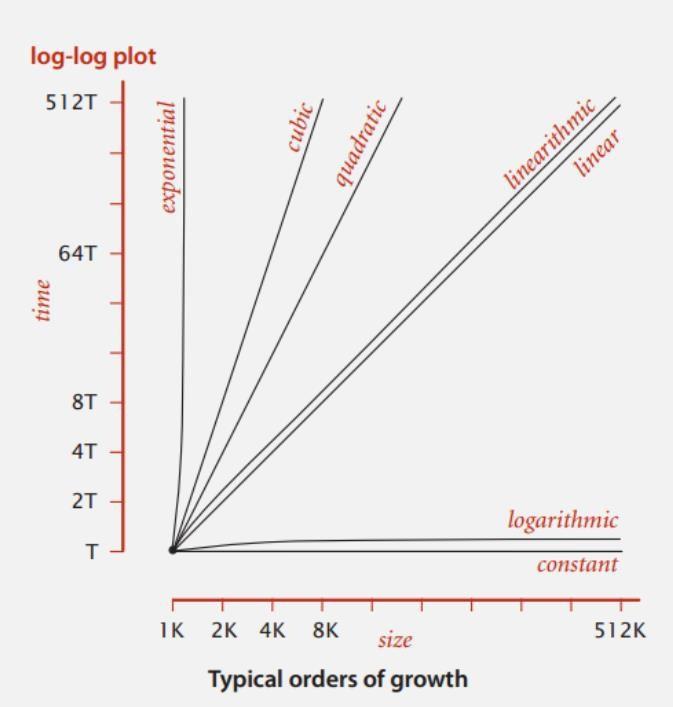 log-log plot
512T
64T
8T
4T
2T
T
time
exponential
cubic
quadratic
linearithmic
linear
logarithmic
constant
1K 2K 4K 8K 512K
size
Typical orders of growth